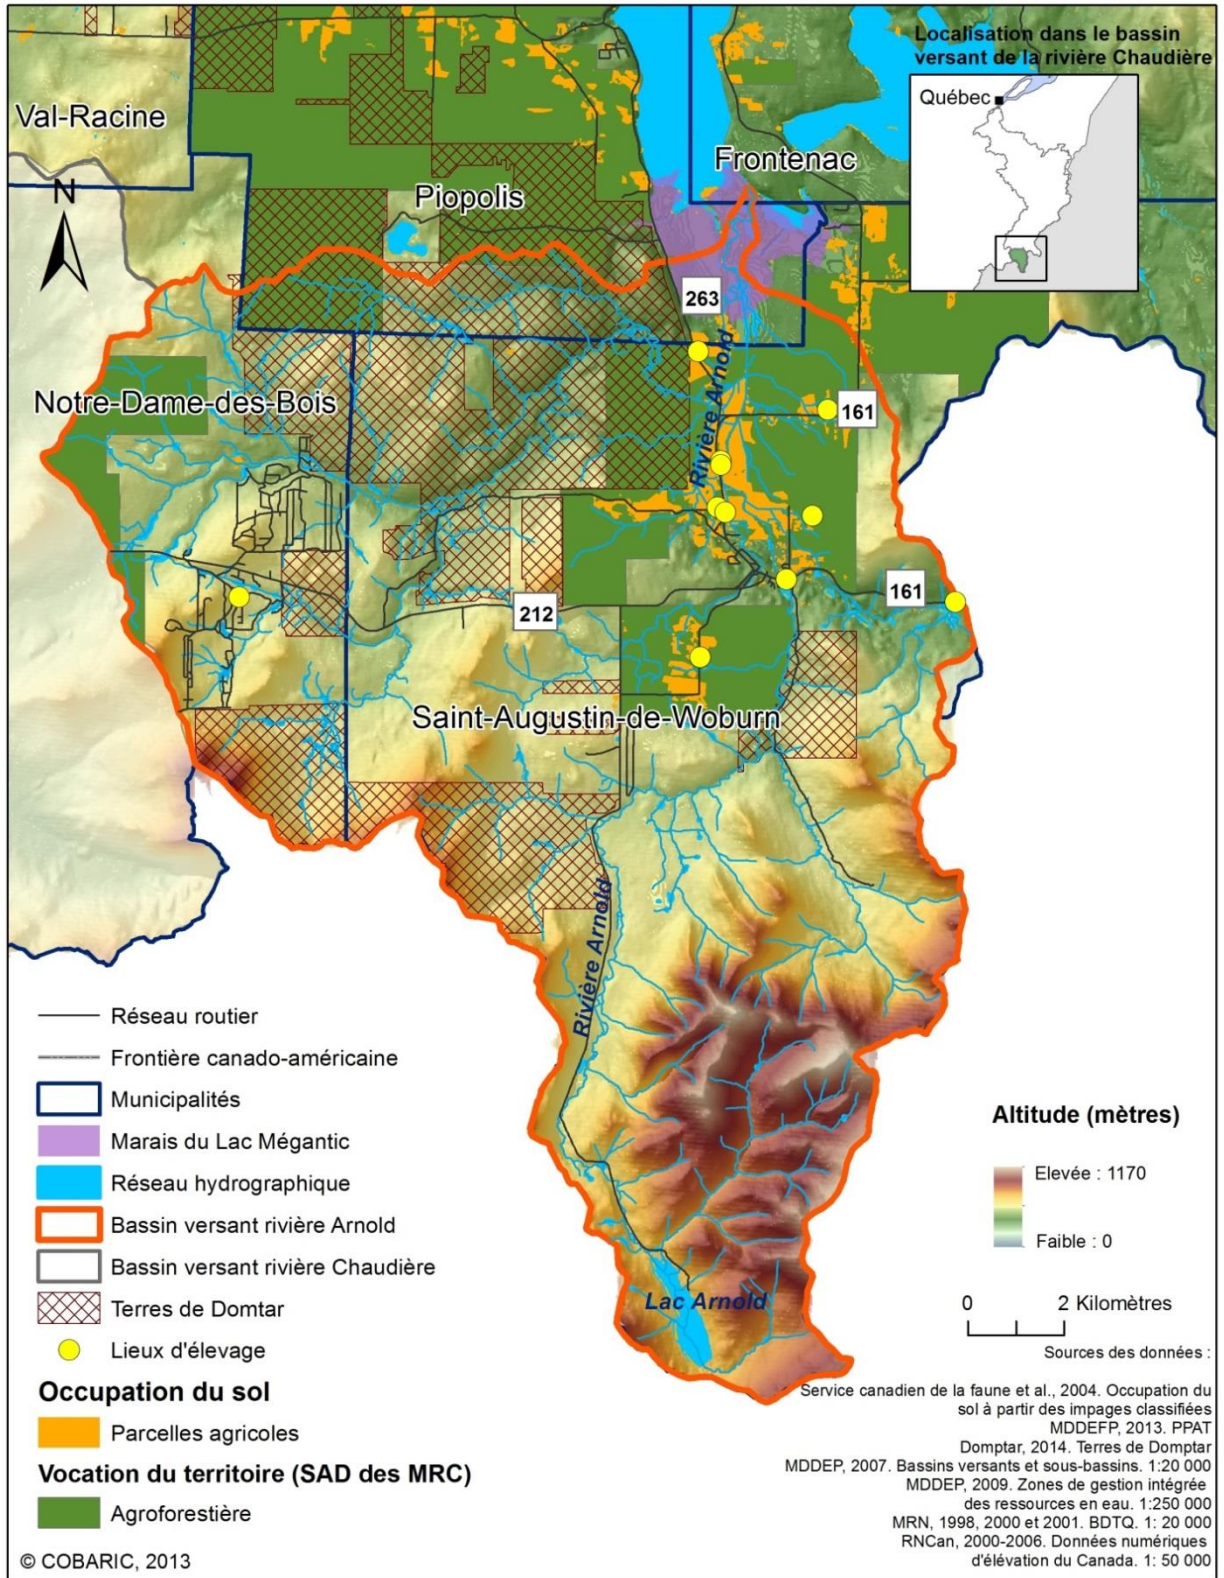 Localisation dans le bassin
versant de la rivière Chaudière
Québec
Val-Racine
Frontenac
N
Piopolis
263
Notre-Dame-des-Bois
161
Rivière Arnold
161
212
Saint-Augustin-de-Woburn
Rivière Arnold
Lac Arnold
Réseau routier
Frontière canado-américaine
Municipalités
Marais du Lac Mégantic
Réseau hydrographique
Bassin versant rivière Arnold
Bassin versant rivière Chaudière
Terres de Domtar
Lieux d'élevage
Occupation du sol
Parcelles agricoles
Vocation du territoire (SAD des MRC)
Agroforestière
© COBARIC, 2013
Altitude (mètres)
Elevée : 1170
Faible : 0
0 2 Kilomètres
Sources des données :
Service canadien de la faune et al., 2004. Occupation du
sol à partir des impages classifiées
MDDEFP, 2013. PPAT
Domptar, 2014. Terres de Domptar
MDDEP, 2007. Bassins versants et sous-bassins. 1:20 000
MDDEP, 2009. Zones de gestion intégrée
des ressources en eau. 1:250 000
MRN, 1998, 2000 et 2001. BDTQ. 1: 20 000
RNCan, 2000-2006. Données numériques
d'élévation du Canada. 1: 50 000